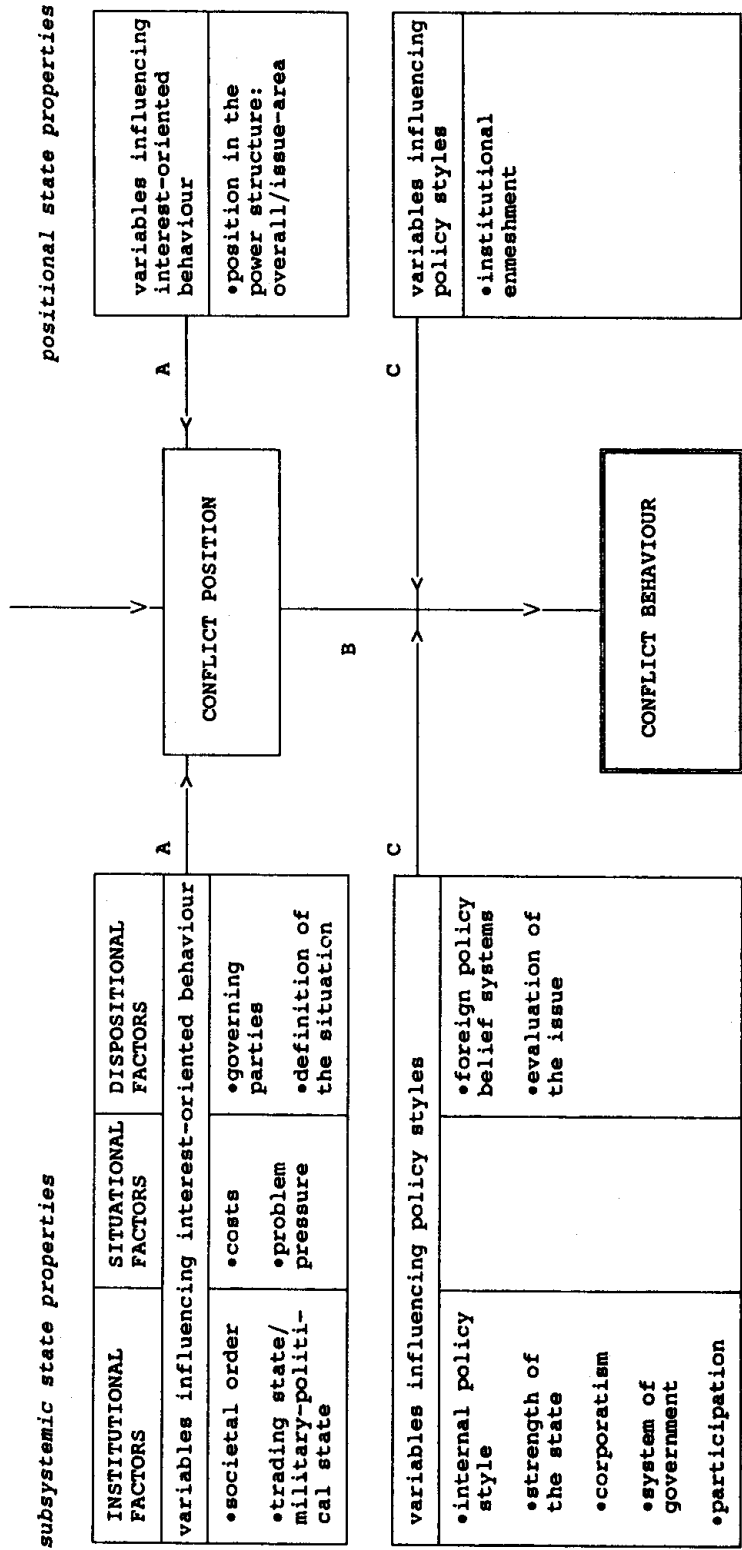 subsystemic state properties
positional state properties
INSTITUTIONAL
FACTORS
SITUATIONAL
FACTORS
DISPOSITIONAL
FACTORS
variables influencing interest-oriented behaviour
•societal order
•trading state/
military-politi-
cal state
•costs
•problem
pressure
•governing
parties
•definition of
the situation
A
CONFLICT POSITION
A
variables influencing
interest-oriented
behaviour
•position in the
power structure:
overall/issue-area
B
variables influencing policy styles
•internal policy
style
•strength of
the state
•corporatism
•system of
government
•participation
•foreign policy
belief systems
•evaluation of
the issue
C
C
variables influencing
policy styles
•institutional
enmeshment
CONFLICT BEHAVIOUR